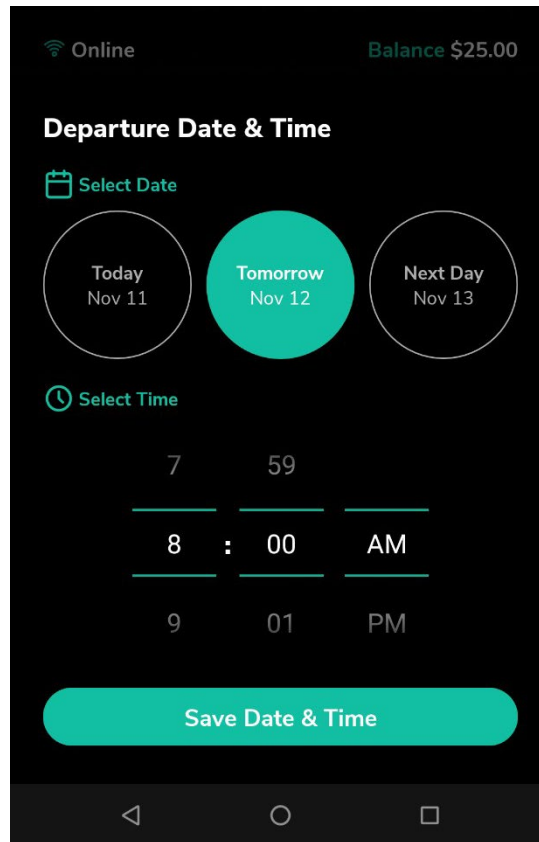 Online Balance $25.00
Departure Date & Time
Select Date
Today Tomorrow Next Day
Nov 11 Nov 12 Nov 13
Select Time
7 59
8 : 00 AM
9 01 PM
Save Date & Time